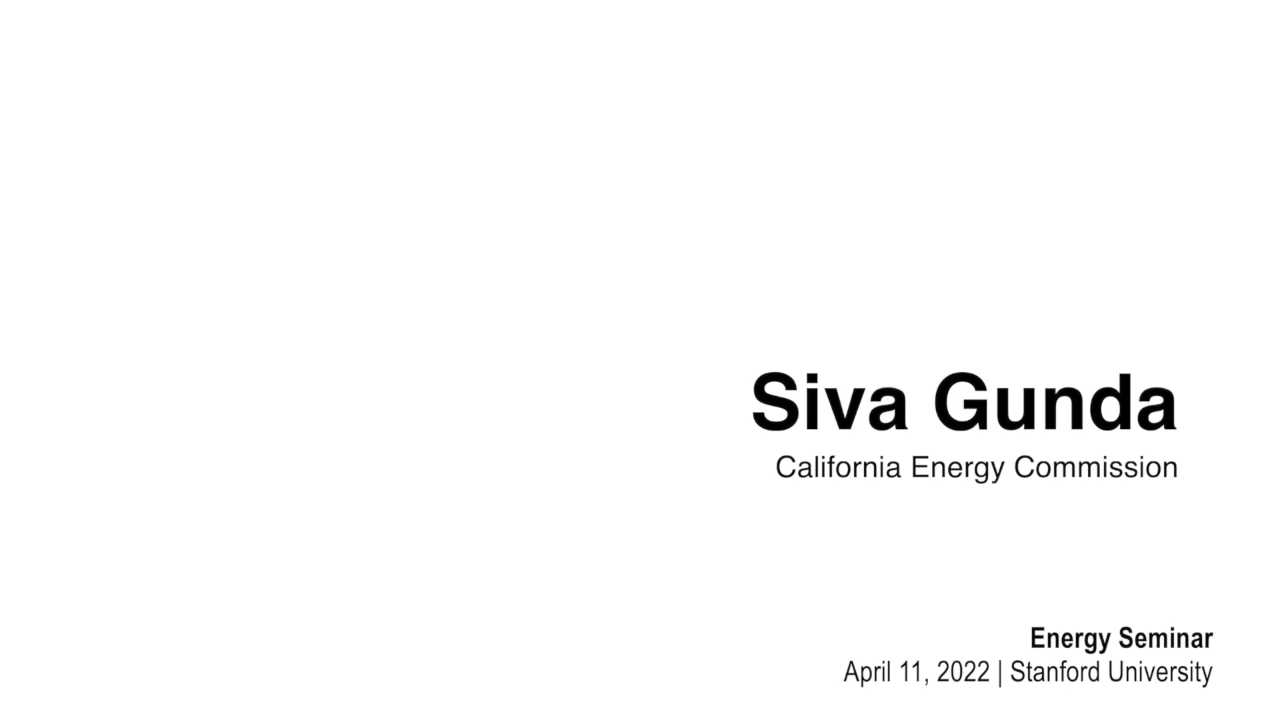 Siva Gunda
California Energy Commission
Energy Seminar
April 11, 2022 | Stanford University